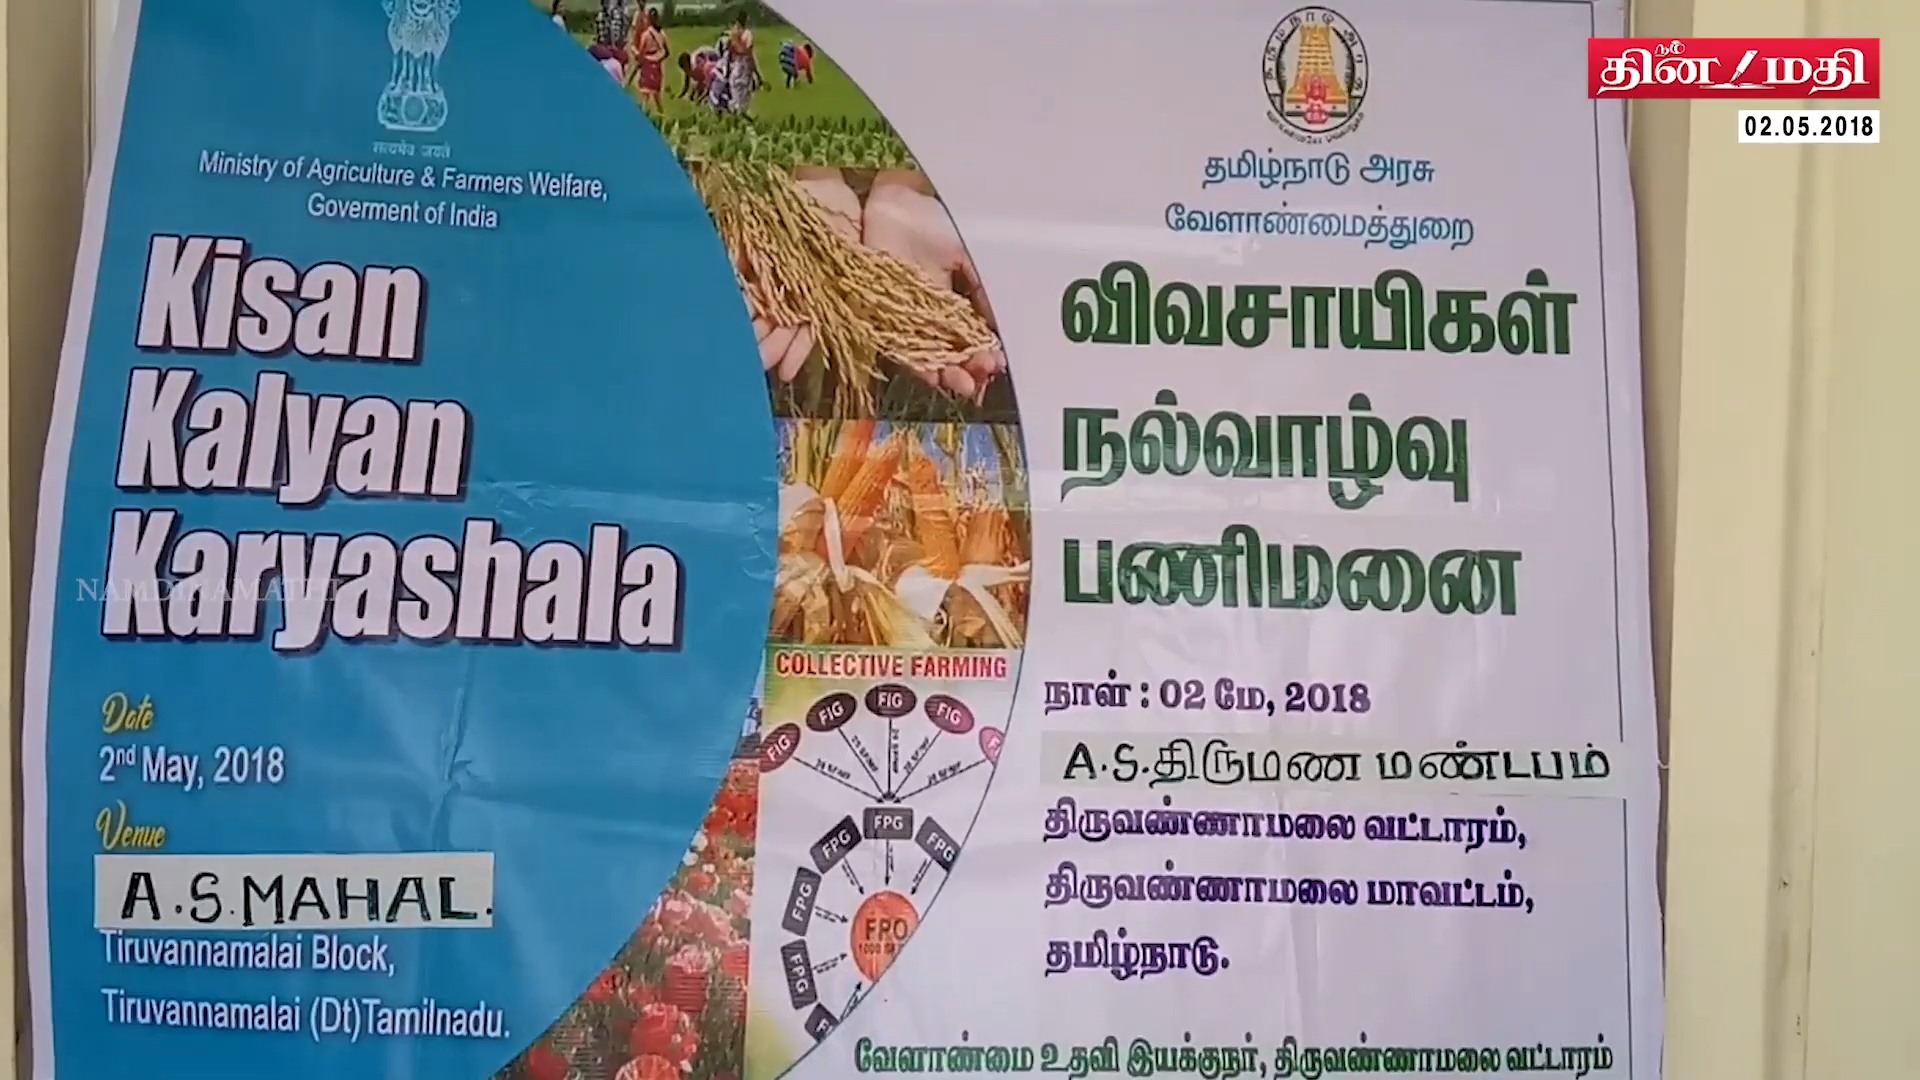 நம்
தின மதி
02.05.2018
सत्यमेव जयते
Ministry of Agriculture & Farmers Welfare,
Goverment of India
Kisan
Kalyan
Karyashala
NAMDINAMATHI
Date
2nd May, 2018
Venue
A.S.MAHAL.
Tiruvannamalai Block,
Tiruvannamalai (Dt)Tamilnadu.
COLLECTIVE FARMING
FIG
FIG
FIG
FIG
FPG
FPG
FPG
FPG
FPG
FPO
தமிழ்நாடு அரசு
வேளாண்மைத்துறை
விவசாயிகள்
நல்வாழ்வு
பணிமனை
நாள் : 02 மே, 2018
A.S.திருமண மண்டபம்
திருவண்ணாமலை வட்டாரம்,
திருவண்ணாமலை மாவட்டம்,
தமிழ்நாடு.
வேளாண்மை உதவி இயக்குநர், திருவண்ணாமலை வட்டாரம்